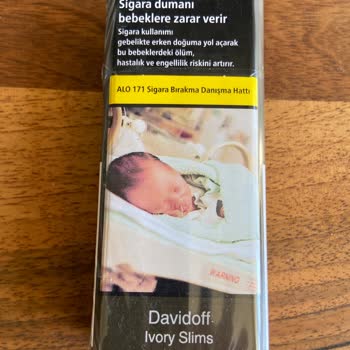 Sigara dumanı
bebeklere zarar verir
Sigara kullanımı
gebelikte erken doğuma yol açarak
bu bebeklerdeki ölüm,
hastalık ve engellilik riskini artırır.
ALO 171 Sigara Bırakma Danışma Hattı
WARNING
Davidoff
Ivory Slims